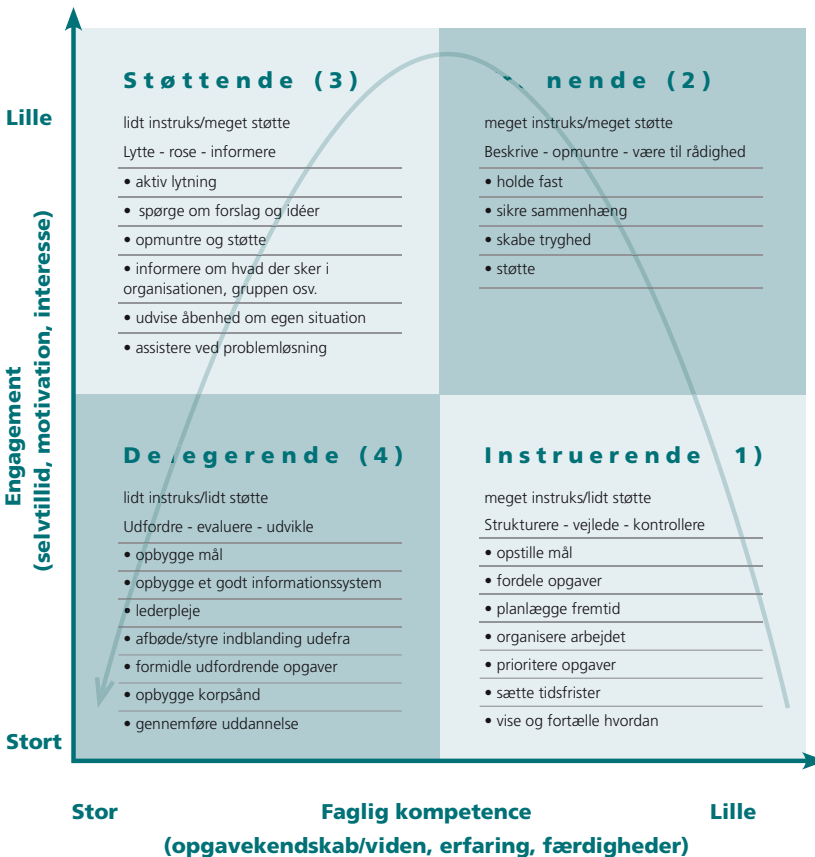 Støttende (3)
lidt instruks/meget støtte
Lytte - rose - informere
• aktiv lytning
• spørge om forslag og idéer
• opmuntre og støtte
• informere om hvad der sker i
organisationen, gruppen osv.
• udvise åbenhed om egen situation
• assistere ved problemløsning
nende (2)
meget instruks/meget støtte
Beskrive - opmuntre - være til rådighed
• holde fast
• sikre sammenhæng
• skabe tryghed
• støtte
Delegerende (4)
lidt instruks/lidt støtte
Udfordre - evaluere - udvikle
• opbygge mål
• opbygge et godt informationssystem
• lederpleje
• afbøde/styre indblanding udefra
• formidle udfordrende opgaver
• opbygge korpsånd
• gennemføre uddannelse
Instruerende 1)
meget instruks/lidt støtte
Strukturere - vejlede - kontrollere
• opstille mål
• fordele opgaver
• planlægge fremtid
• organisere arbejdet
• prioritere opgaver
• sætte tidsfrister
• vise og fortælle hvordan
Lille
Engagement
(selvtillid, motivation, interesse)
Stort
Stor
Faglig kompetence
Lille
(opgavekendskab/viden, erfaring, færdigheder)